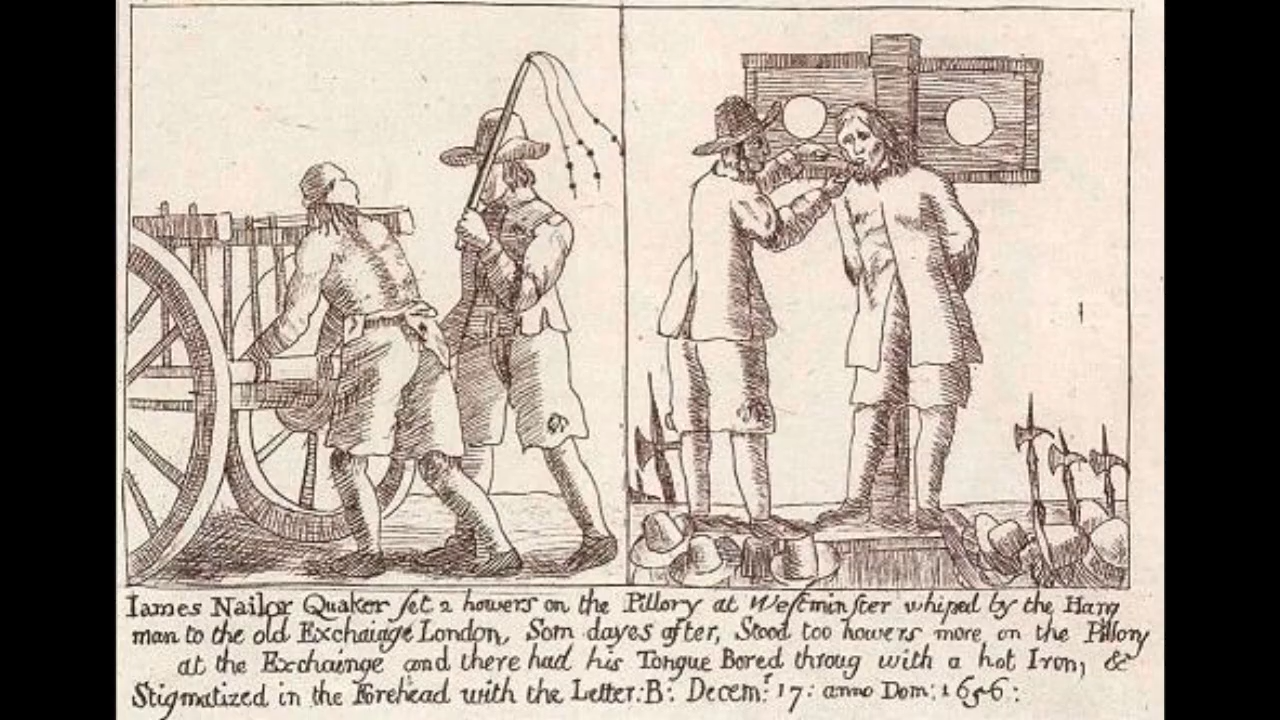 Iames Nailor Quaker set 2 howers on the Pillory at Westminster whiped by the Hang
man to the old Exchaiage London, Som dayes after, Stood too howers more on the Pillory
at the Exchainge and there had his Tongue Bored throug with a hot Iron, &
Stigmatized in the Forehead with the Letter: B: Decem: 17: anno Dom: 1656: